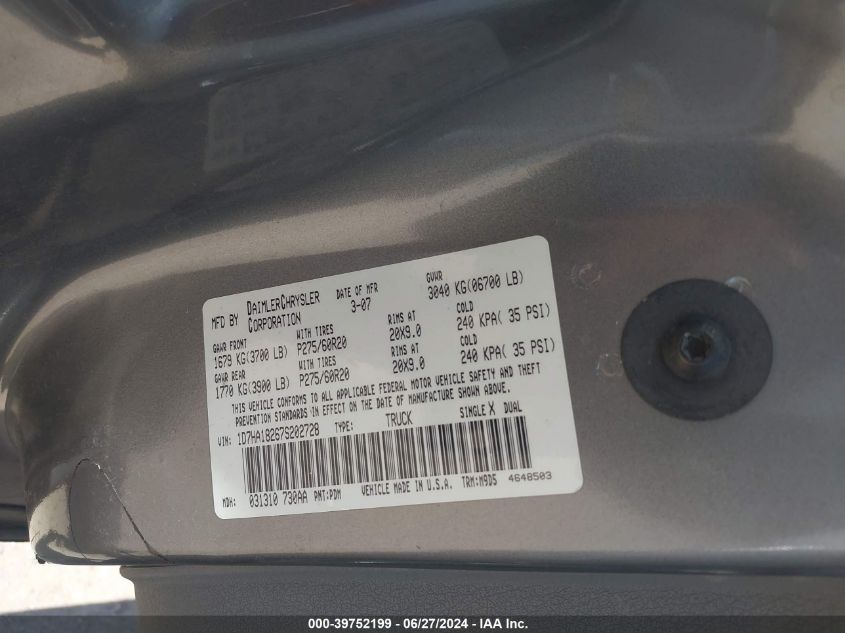 MFD BY DAIMLERCHRYSLER CORPORATION
DATE OF MFR 3-07
GVWR 3040 KG(06700 LB)
GAWR FRONT WITH TIRES RIMS AT COLD
1679 KG(3700 LB) P275/60R20 20X9.0 240 KPA( 35 PSI)
GAWR REAR WITH TIRES RIMS AT COLD
1770 KG(3900 LB) P275/60R20 20X9.0 240 KPA( 35 PSI)
THIS VEHICLE CONFORMS TO ALL APPLICABLE FEDERAL MOTOR VEHICLE SAFETY AND THEFT
PREVENTION STANDARDS IN EFFECT ON THE DATE OF MANUFACTURE SHOWN ABOVE.
VIN: 1D7HA18267S202728 TYPE: TRUCK SINGLE X DUAL
MDH: 031310 730AA PNT:PDM VEHICLE MADE IN U.S.A. TRM:M9D5 4648503
000-39752199 - 06/27/2024 - IAA Inc.